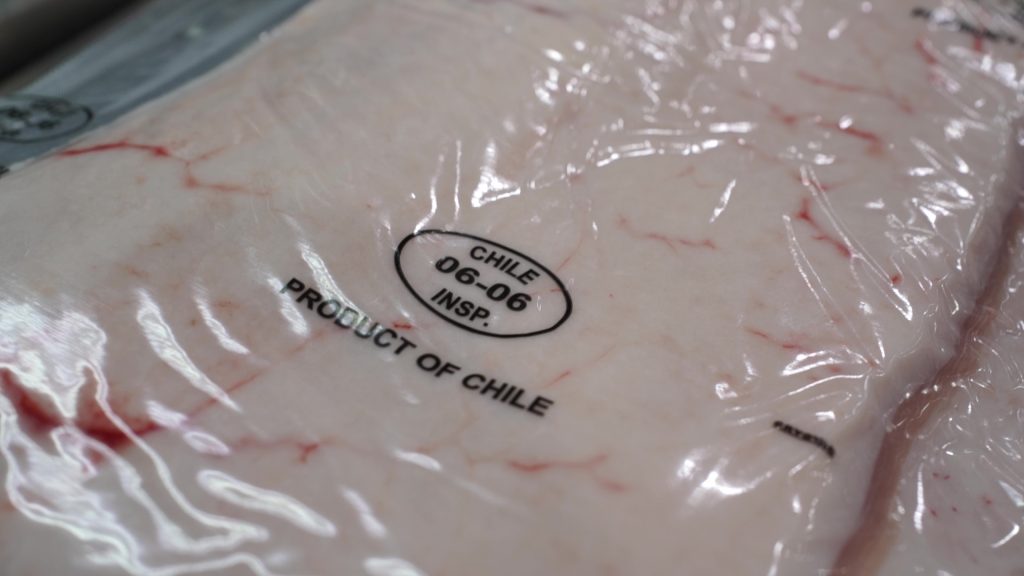 CHILE
06-06
INSP.
PRODUCT OF CHILE